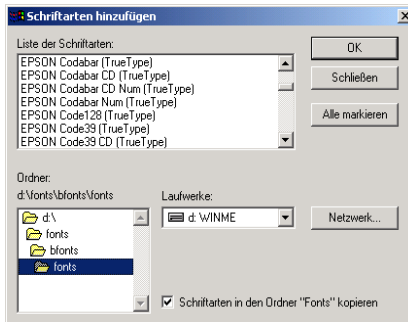 Schriftarten hinzufügen
Liste der Schriftarten:
EPSON Codabar (TrueType)
EPSON Codabar CD (TrueType)
EPSON Codabar CD Num (TrueType)
EPSON Codabar Num (TrueType)
EPSON Code128 (TrueType)
EPSON Code39 (TrueType)
EPSON Code39 CD (TrueType)
OK
Schließen
Alle markieren
Ordner:
d:\fonts\bfonts\fonts
d:\
fonts
bfonts
fonts
Laufwerke:
d: WINME
Netzwerk...
Schriftarten in den Ordner "Fonts" kopieren